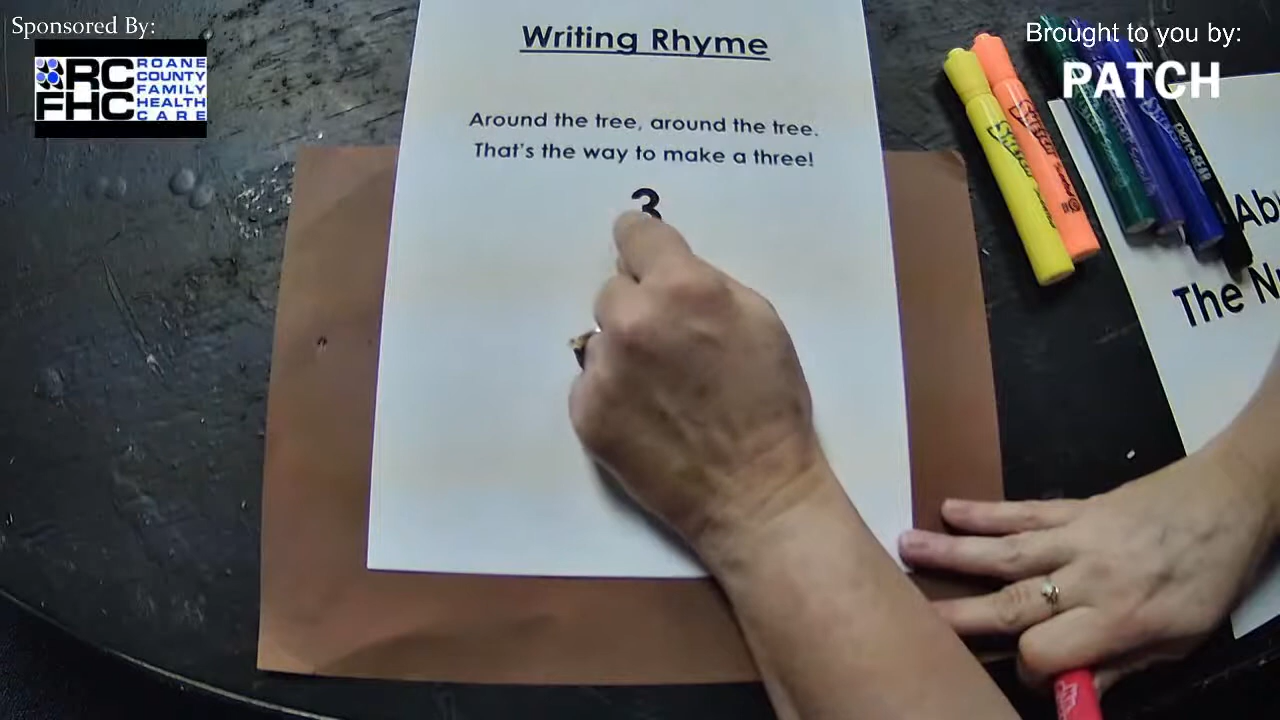 Sponsored By:
RC
FHC
ROANE
COUNTY
FAMILY
HEALTH
CARE
Brought to you by:
PATCH
Writing Rhyme
Around the tree, around the tree.
That's the way to make a three!
3
The